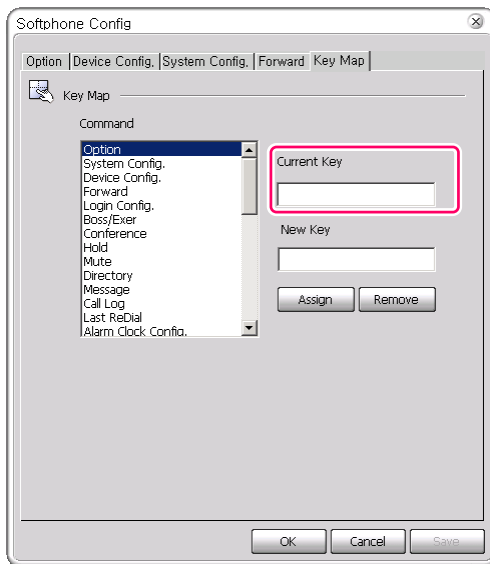 Softphone Config
Option Device Config. System Config. Forward Key Map
Key Map
Command
Option
System Config.
Device Config.
Forward
Login Config.
Boss/Exer
Conference
Hold
Mute
Directory
Message
Call Log
Last ReDial
Alarm Clock Config.
Current Key
New Key
Assign Remove
OK Cancel Save